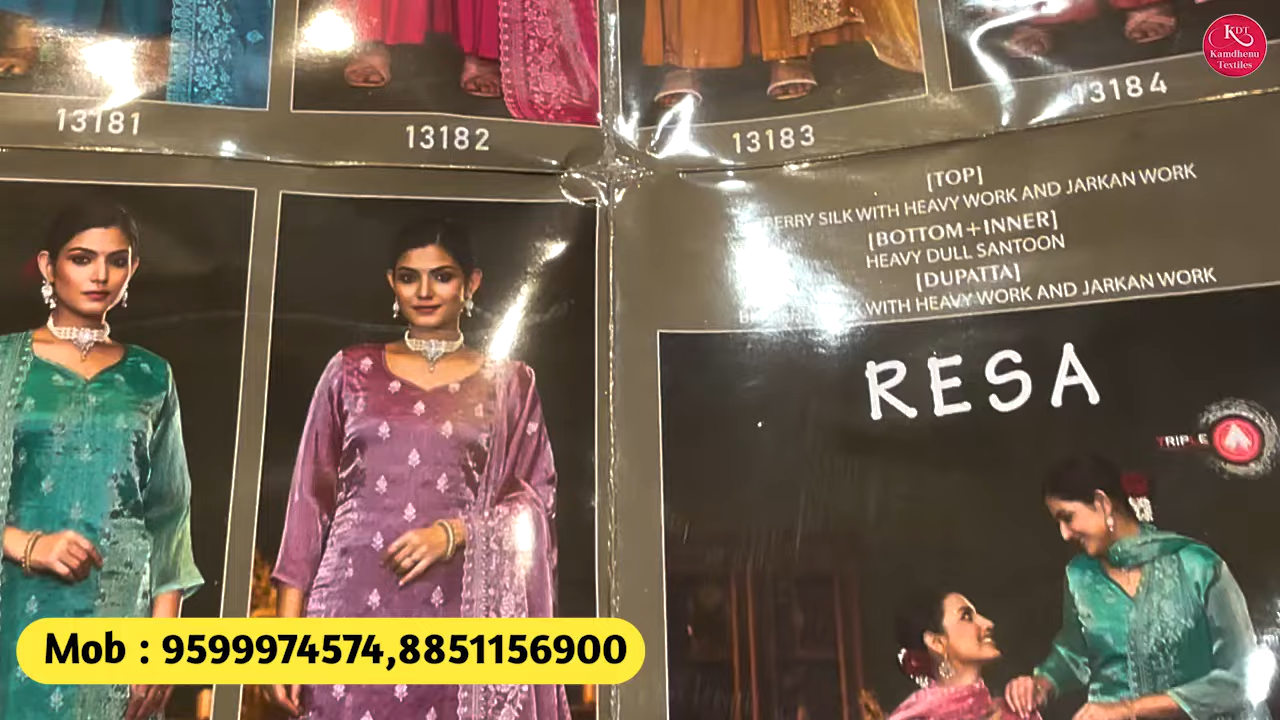 KDT
Kamdhenu
Textiles
13181
13182
13183
13184
[TOP]
BERRY SILK WITH HEAVY WORK AND JARKAN WORK
[BOTTOM+INNER]
HEAVY DULL SANTOON
[DUPATTA]
WITH HEAVY WORK AND JARKAN WORK
RESA
TRIPLE
Mob : 9599974574,8851156900